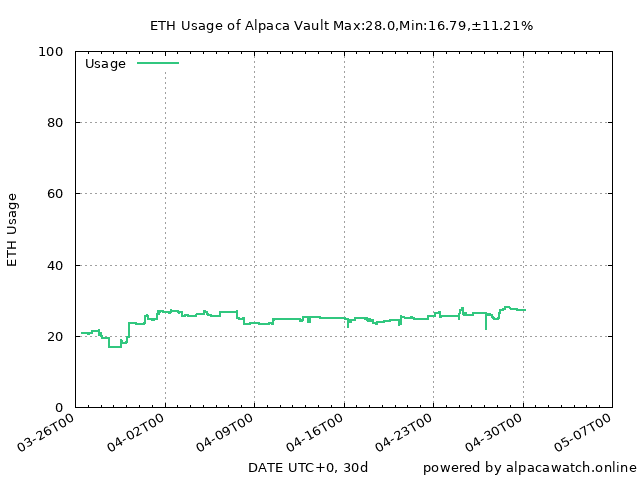 ETH Usage of Alpaca Vault Max:28.0,Min:16.79,±11.21%
100
Usage
80
60
ETH Usage
40
20
0
03-26T00
04-02T00
04-09T00
04-16T00
04-23T00
04-30T00
05-07T00
DATE UTC+0, 30d
powered by alpacawatch.online